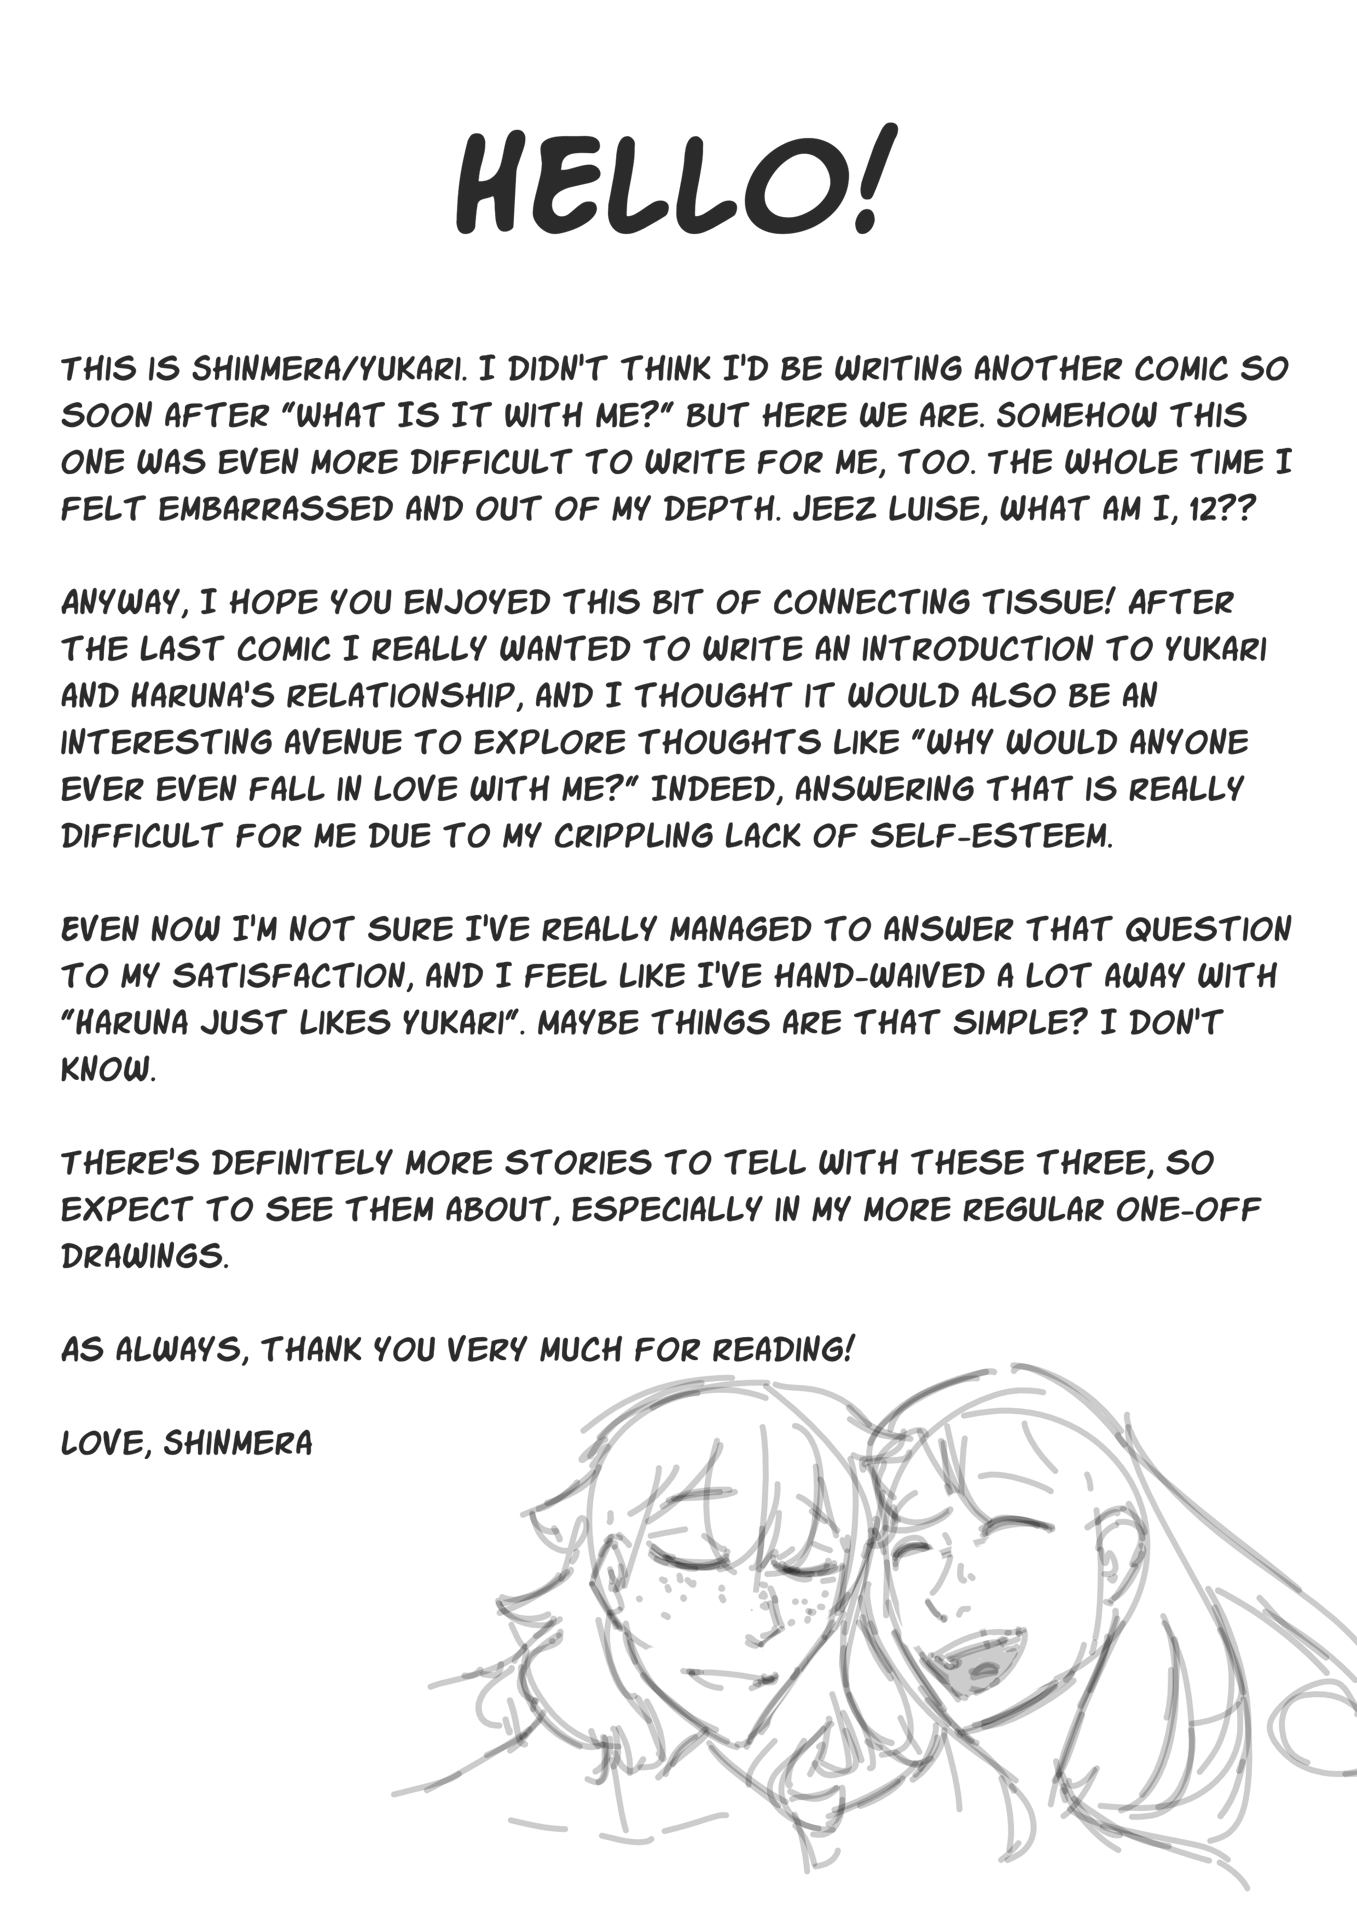 HELLO!
THIS IS SHINMERA/YUKARI. I DIDN'T THINK I'D BE WRITING ANOTHER COMIC SO
SOON AFTER "WHAT IS IT WITH ME?" BUT HERE WE ARE. SOMEHOW THIS
ONE WAS EVEN MORE DIFFICULT TO WRITE FOR ME, TOO. THE WHOLE TIME I
FELT EMBARRASSED AND OUT OF MY DEPTH. JEEZ LUISE, WHAT AM I, 12??
ANYWAY, I HOPE YOU ENJOYED THIS BIT OF CONNECTING TISSUE! AFTER
THE LAST COMIC I REALLY WANTED TO WRITE AN INTRODUCTION TO YUKARI
AND HARUNA'S RELATIONSHIP, AND I THOUGHT IT WOULD ALSO BE AN
INTERESTING AVENUE TO EXPLORE THOUGHTS LIKE "WHY WOULD ANYONE
EVER EVEN FALL IN LOVE WITH ME?" INDEED, ANSWERING THAT IS REALLY
DIFFICULT FOR ME DUE TO MY CRIPPLING LACK OF SELF-ESTEEM.
EVEN NOW I'M NOT SURE I'VE REALLY MANAGED TO ANSWER THAT QUESTION
TO MY SATISFACTION, AND I FEEL LIKE I'VE HAND-WAIVED A LOT AWAY WITH
"HARUNA JUST LIKES YUKARI". MAYBE THINGS ARE THAT SIMPLE? I DON'T
KNOW.
THERE'S DEFINITELY MORE STORIES TO TELL WITH THESE THREE, SO
EXPECT TO SEE THEM ABOUT, ESPECIALLY IN MY MORE REGULAR ONE-OFF
DRAWINGS.
AS ALWAYS, THANK YOU VERY MUCH FOR READING!
LOVE, SHINMERA